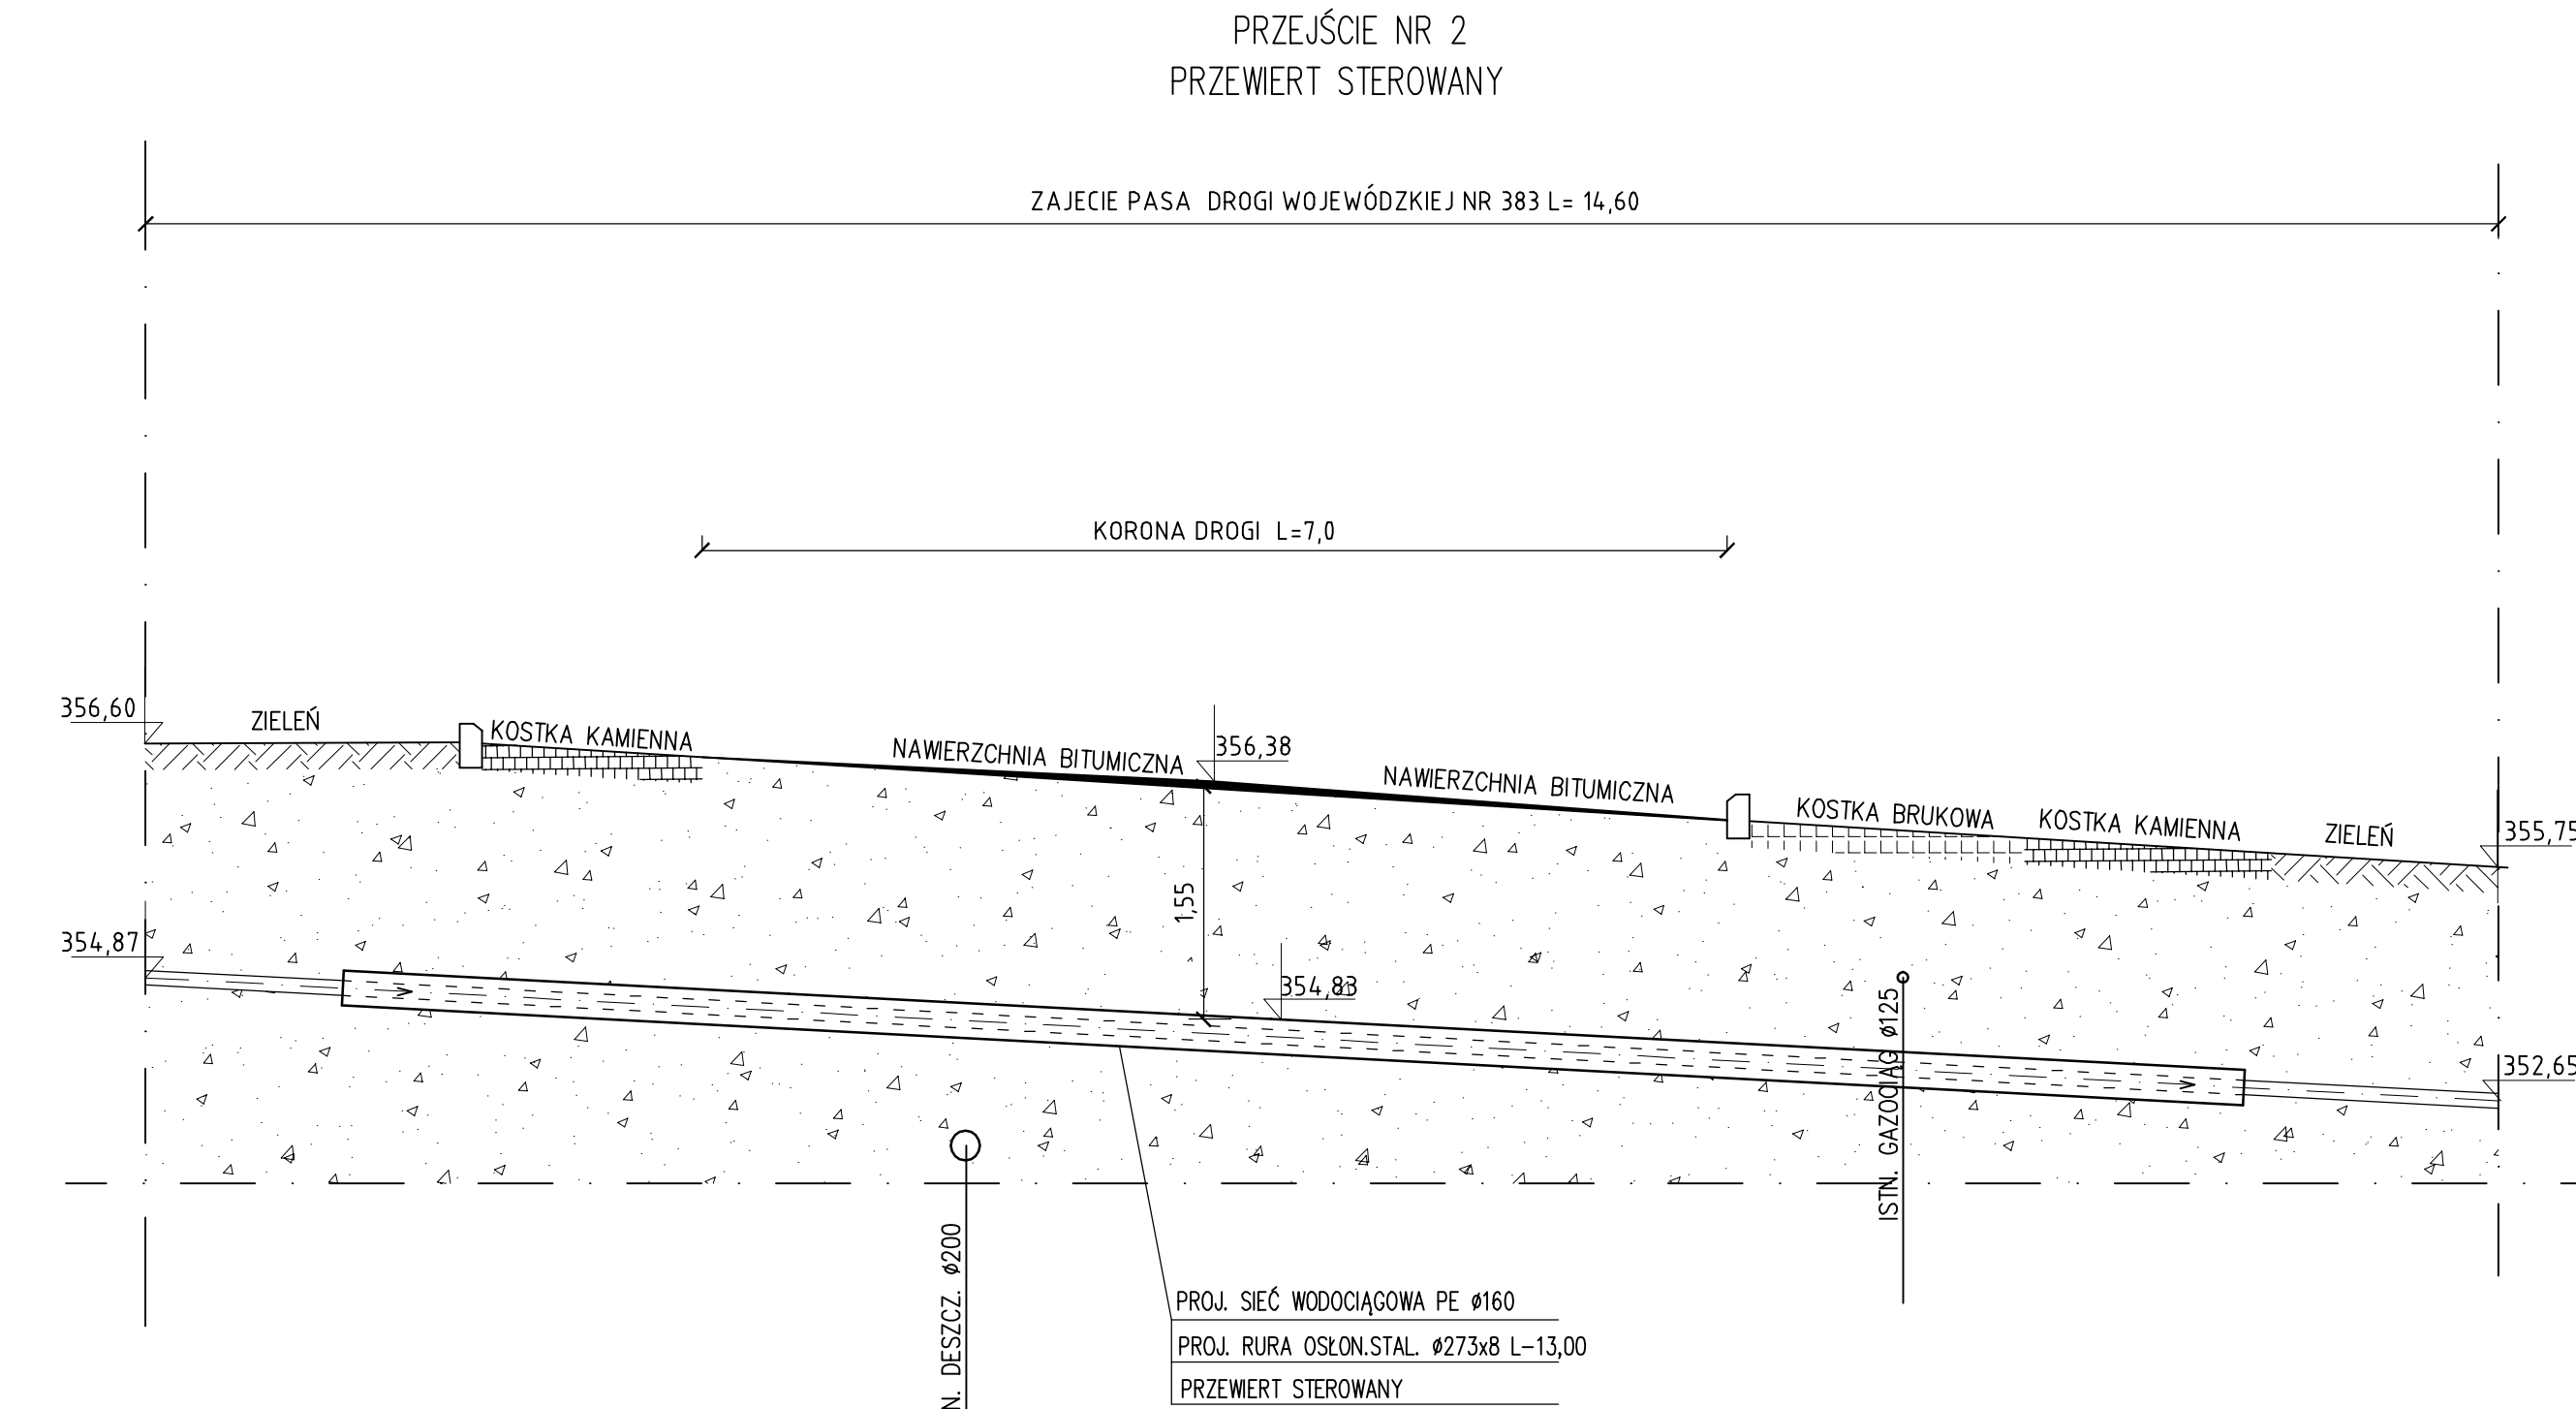 PRZEJŚCIE NR 2
PRZEWIERT STEROWANY
ZAJECIE PASA DROGI WOJEWÓDZKIEJ NR 383 L= 14,60
KORONA DROGI L=7,0
356,60
ZIELEŃ
KOSTKA KAMIENNA
NAWIERZCHNIA BITUMICZNA
356,38
NAWIERZCHNIA BITUMICZNA
KOSTKA BRUKOWA
KOSTKA KAMIENNA
ZIELEŃ
355,75
1,55
354,87
354,83
352,65
ISTN. GAZOCIĄG ø125
N. DESZCZ. ø200
PROJ. SIEĆ WODOCIĄGOWA PE ø160
PROJ. RURA OSŁON.STAL. ø273x8 L-13,00
PRZEWIERT STEROWANY